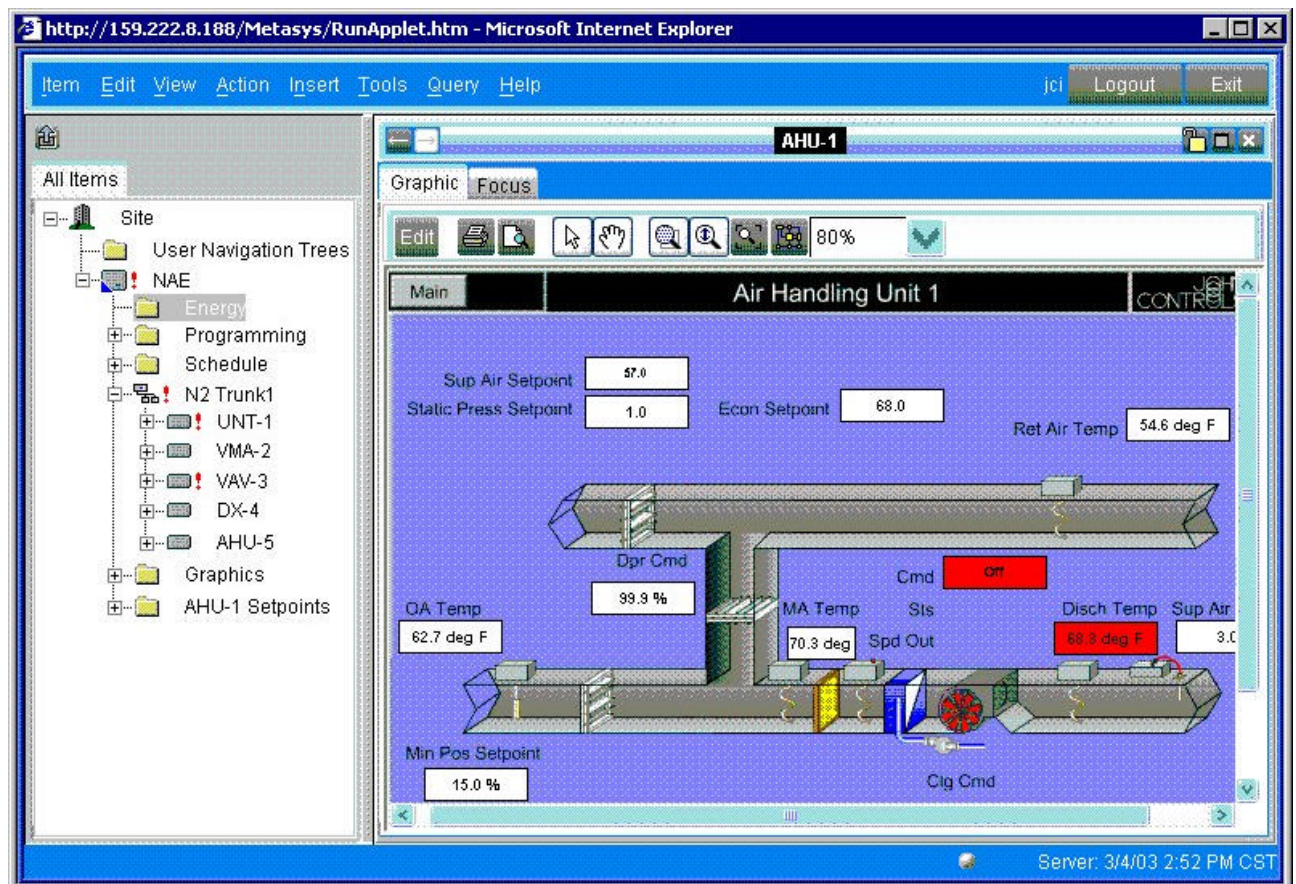 http://159.222.8.188/Metasys/RunApplet.htm - Microsoft Internet Explorer
Item Edit View Action Insert Tools Query Help jci Logout Exit
AHU-1
All Items
Graphic Focus
Site
User Navigation Trees
NAE
Energy
Programming
Schedule
N2 Trunk1
UNT-1
VMA-2
VAV-3
DX-4
AHU-5
Graphics
AHU-1 Setpoints
Edit 80%
Main Air Handling Unit 1
Sup Air Setpoint 57.0
Static Press Setpoint 1.0
Econ Setpoint 68.0
Ret Air Temp 54.6 deg F
Dpr Cmd
99.9 %
Cmd Off
OA Temp
62.7 deg F
MA Temp
70.3 deg
Sts
Spd Out
Disch Temp
68.3 deg F
Sup Air
Min Pos Setpoint
15.0 %
Clg Cmd
Server: 3/4/03 2:52 PM CST